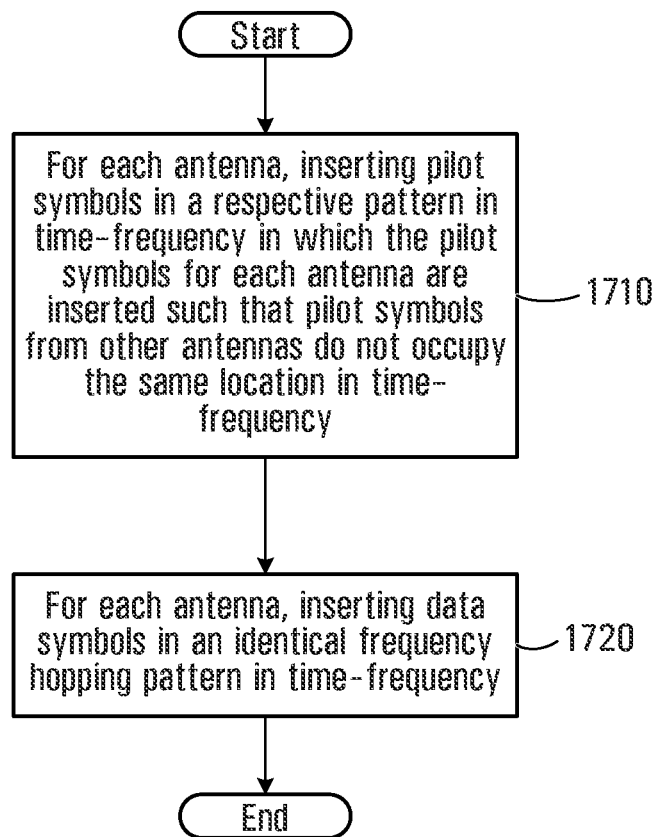 Start
For each antenna, inserting pilot
symbols in a respective pattern in
time-frequency in which the pilot
symbols for each antenna are
inserted such that pilot symbols
from other antennas do not occupy
the same location in time-
frequency
1710
For each antenna, inserting data
symbols in an identical frequency
hopping pattern in time-frequency
1720
End